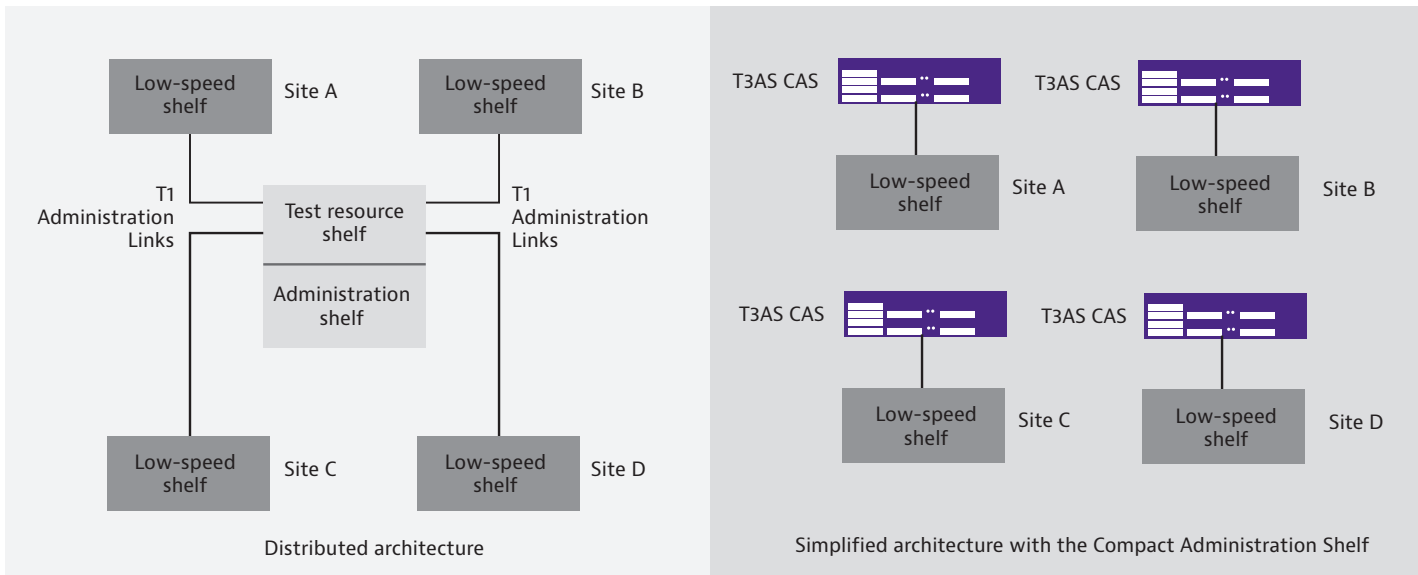 Low-speed
shelf
Site A
Low-speed
shelf
Site B
T1
Administration
Links
Test resource
shelf
T1
Administration
Links
Administration
shelf
Low-speed
shelf
Site C
Low-speed
shelf
Site D
Distributed architecture
T3AS CAS
T3AS CAS
Low-speed
shelf
Site A
Low-speed
shelf
Site B
T3AS CAS
T3AS CAS
Low-speed
shelf
Site C
Low-speed
shelf
Site D
Simplified architecture with the Compact Administration Shelf